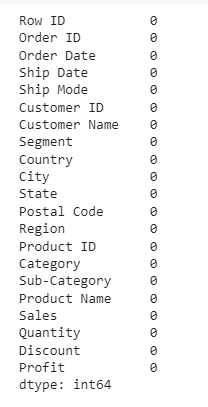 Row ID 0
Order ID 0
Order Date 0
Ship Date 0
Ship Mode 0
Customer ID 0
Customer Name 0
Segment 0
Country 0
City 0
State 0
Postal Code 0
Region 0
Product ID 0
Category 0
Sub-Category 0
Product Name 0
Sales 0
Quantity 0
Discount 0
Profit 0
dtype: int64